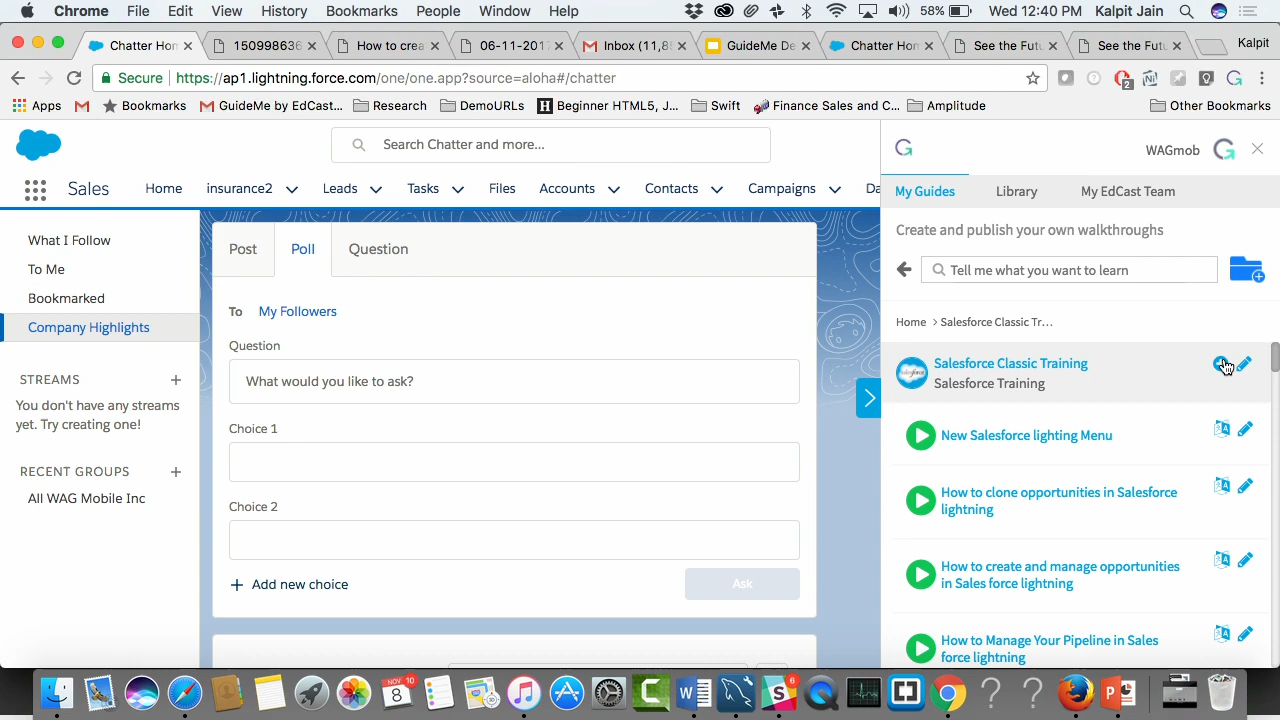 Chrome File Edit View History Bookmarks People Window Help 58% Wed 12:40 PM Kalpit Jain
Chatter Hom 150998636 How to crea 06-11-2017 Inbox (11,8 Guideme De Chatter Hom See the Futu See the Futu Kalpit
Secure https://ap1.lightning.force.com/one/one.app?source=aloha#/chatter 2
Apps Bookmarks GuideMe by EdCast... Research DemoURLs Beginner HTML5, J... Swift Finance Sales and C... Amplitude Other Bookmarks
Search Chatter and more...
WAGmob
Sales Home insurance2 Leads Tasks Files Accounts Contacts Campaigns Da
My Guides Library My EdCast Team
Create and publish your own walkthroughs
Tell me what you want to learn
Home > Salesforce Classic Tr...
Salesforce Classic Training
Salesforce Training
New Salesforce lighting Menu
How to clone opportunities in Salesforce
lightning
How to create and manage opportunities
in Sales force lightning
How to Manage Your Pipeline in Sales
force lightning
What I Follow
To Me
Bookmarked
Company Highlights
STREAMS +
You don't have any streams
yet. Try creating one!
RECENT GROUPS +
All WAG Mobile Inc
Post Poll Question
To My Followers
Question
What would you like to ask?
Choice 1
Choice 2
+ Add new choice
Ask
NOV 10
8
6